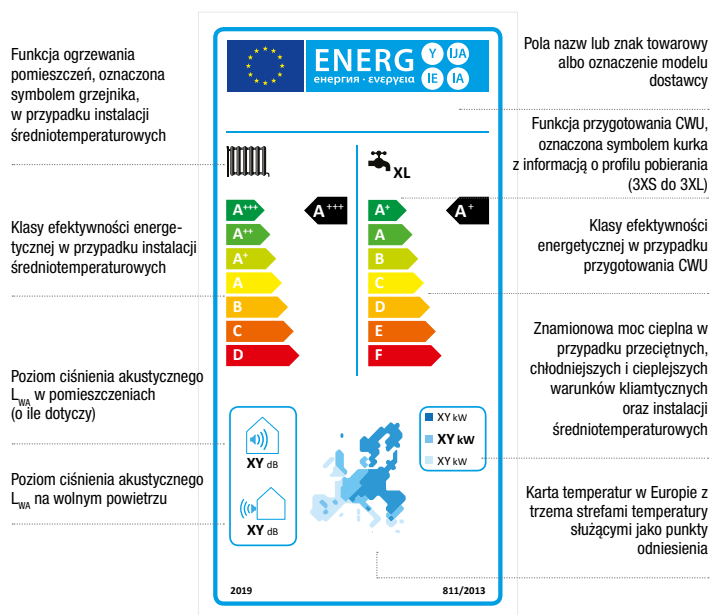 Funkcja ogrzewania
pomieszczeń, oznaczona
symbolem grzejnika,
w przypadku instalacji
średniotemperaturowych
Klasy efektywności energe-
tycznej w przypadku instalacji
średniotemperaturowych
Poziom ciśnienia akustycznego
LWA w pomieszczeniach
(o ile dotyczy)
Poziom ciśnienia akustycznego
LWA na wolnym powietrzu
ENERG
Y IJA
IE IA
енергия · ενεργεια
XL
A+++
A++
A+
A
B
C
D
A+++
A+
A
B
C
D
E
F
A+
XY dB
XY dB
XY kW
XY kW
XY kW
2019
811/2013
Pola nazw lub znak towarowy
albo oznaczenie modelu
dostawcy
Funkcja przygotowania CWU,
oznaczona symbolem kurka
z informacją o profilu pobierania
(3XS do 3XL)
Klasy efektywności
energetycznej w przypadku
przygotowania CWU
Znamionowa moc cieplna w
przypadku przeciętnych,
chłodniejszych i cieplejszych
warunków kliamtycznych
oraz instalacji
średniotemperaturowych
Karta temperatur w Europie z
trzema strefami temperatury
służącymi jako punkty
odniesienia